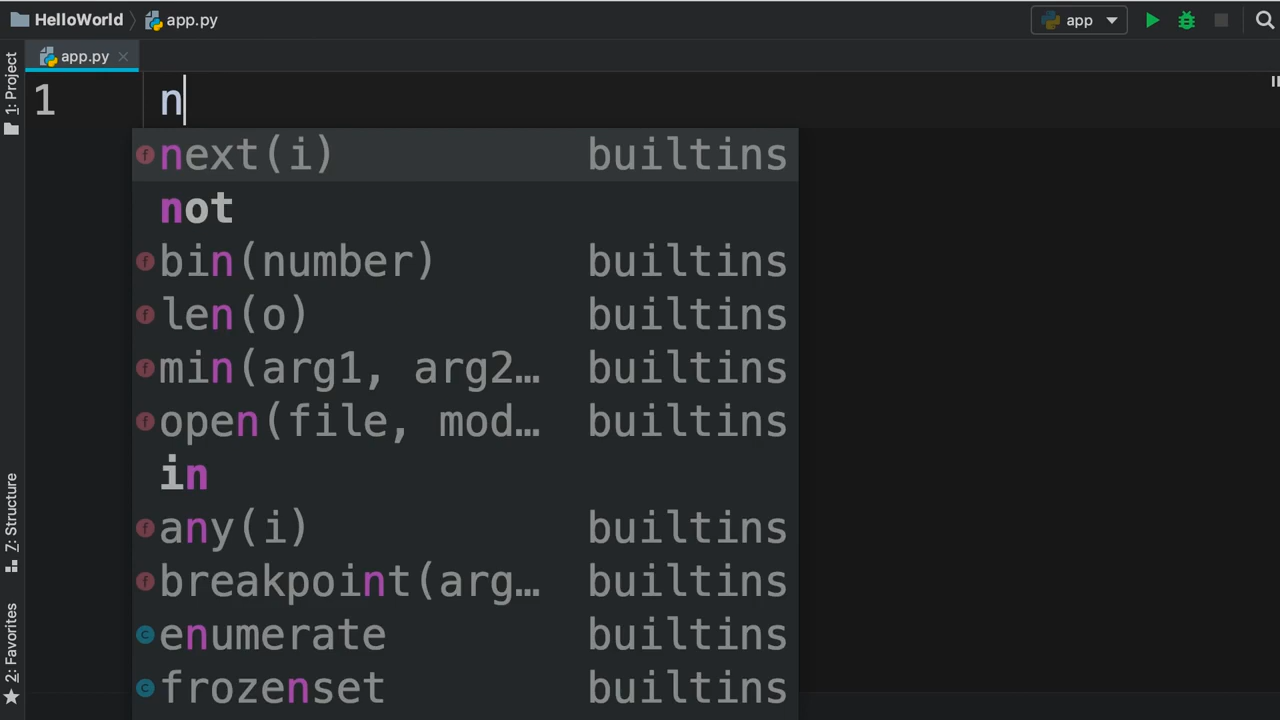 HelloWorld app.py app
app.py
1: Project
1 n
next(i) builtins
not
bin(number) builtins
len(o) builtins
min(arg1, arg2… builtins
open(file, mod… builtins
in
any(i) builtins
breakpoint(arg… builtins
enumerate builtins
frozenset builtins
7: Structure
2: Favorites